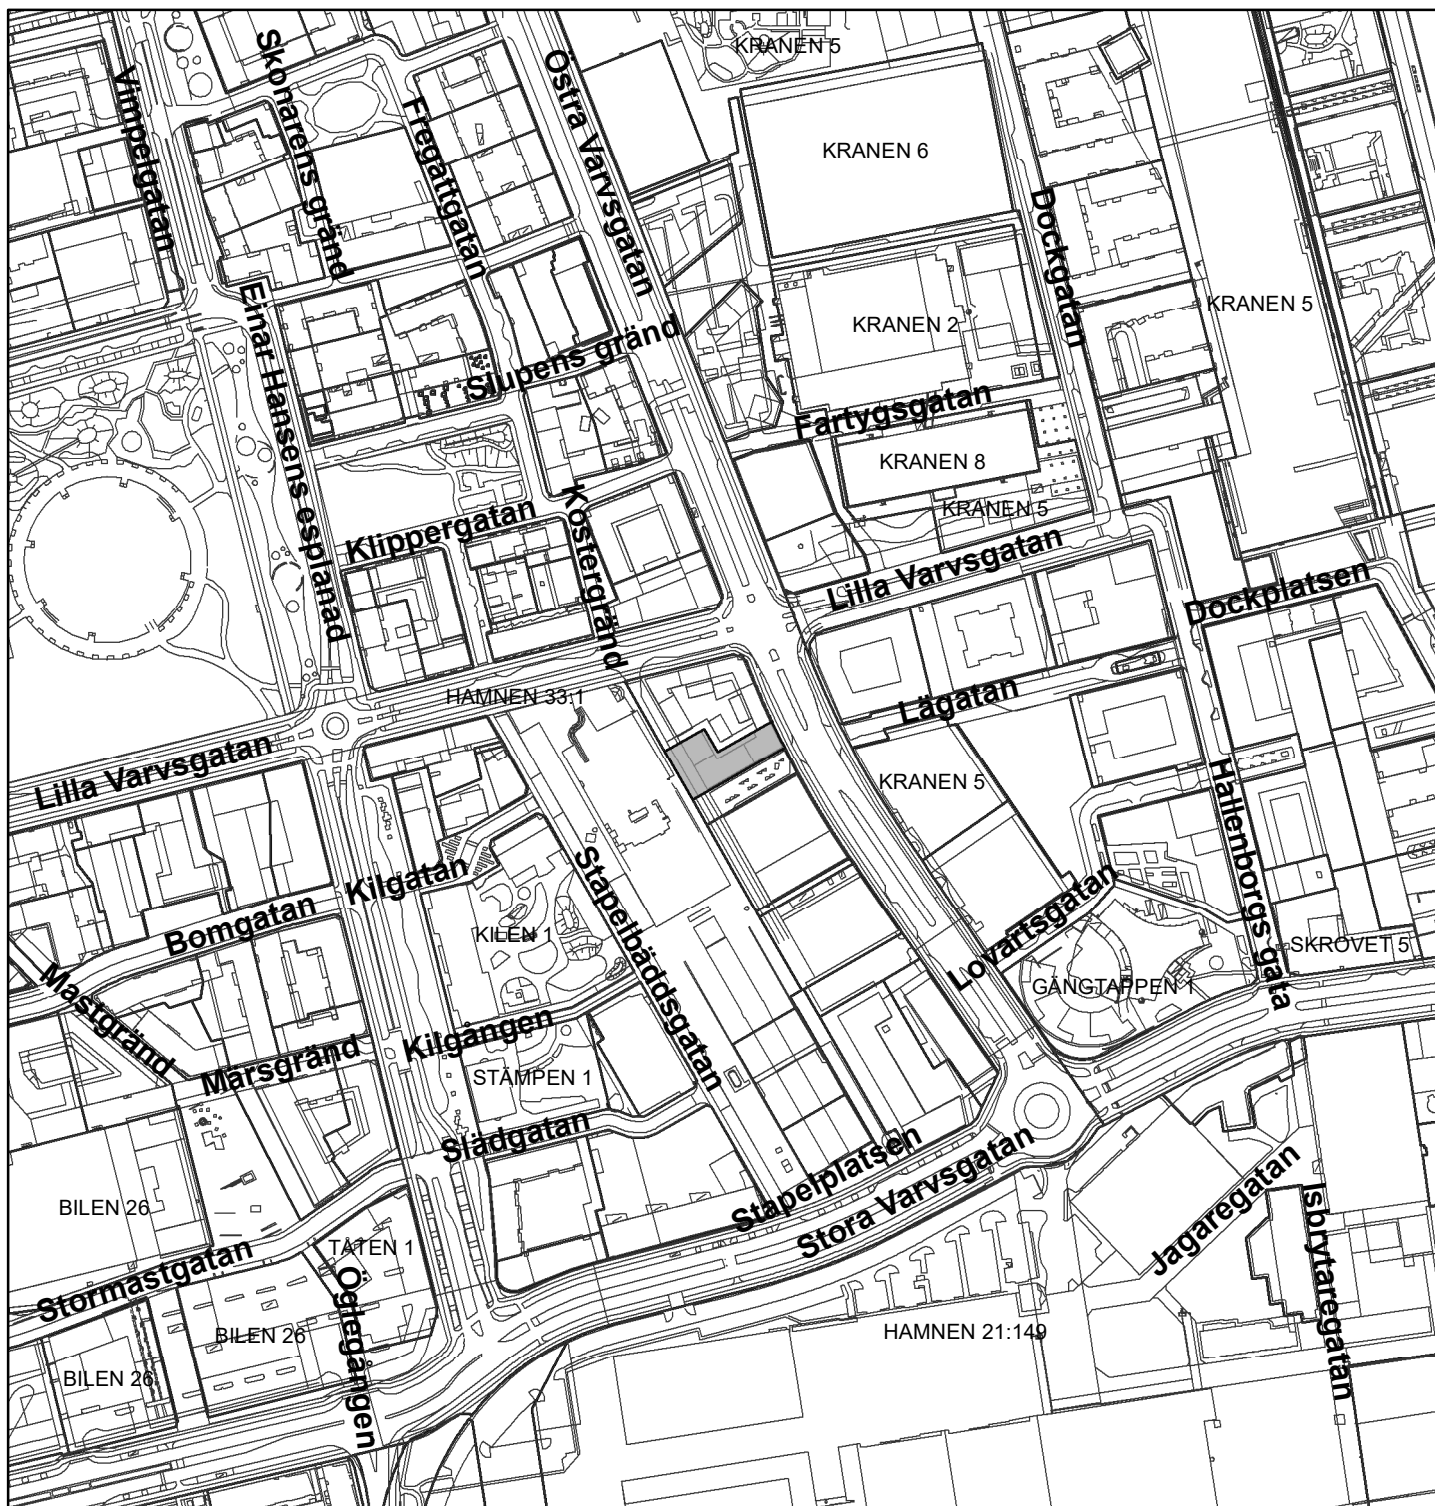 KRANEN 5
Skonarens gränd
Vimpelgatan
Fregattgatan
Östra Varvsgatan
KRANEN 6
Dockgatan
Einar Hansens esplanad
KRANEN 2
KRANEN 5
Slupens gränd
Fartygsgatan
KRANEN 8
KRANEN 5
Klippergatan
Kostergränd
Lilla Varvsgatan
Dockplatsen
HAMNEN 33:1
Lägatan
Lilla Varvsgatan
KRANEN 5
Hallenborgs gata
Kilgatan
Stapelbäddsgatan
Bomgatan
KILEN 1
Lovartsgatan
SKROVET 5
Mastgränd
GÄNGTAPPEN 1
Kilgången
Märsgränd
STÄMPEN 1
Slädgatan
Stapelplatsen
Stora Varvsgatan
Jagaregatan
BILEN 26
TÅTEN 1
Isbrytaregatan
Stormastgatan
Öglegången
BILEN 26
HAMNEN 21:149
BILEN 26